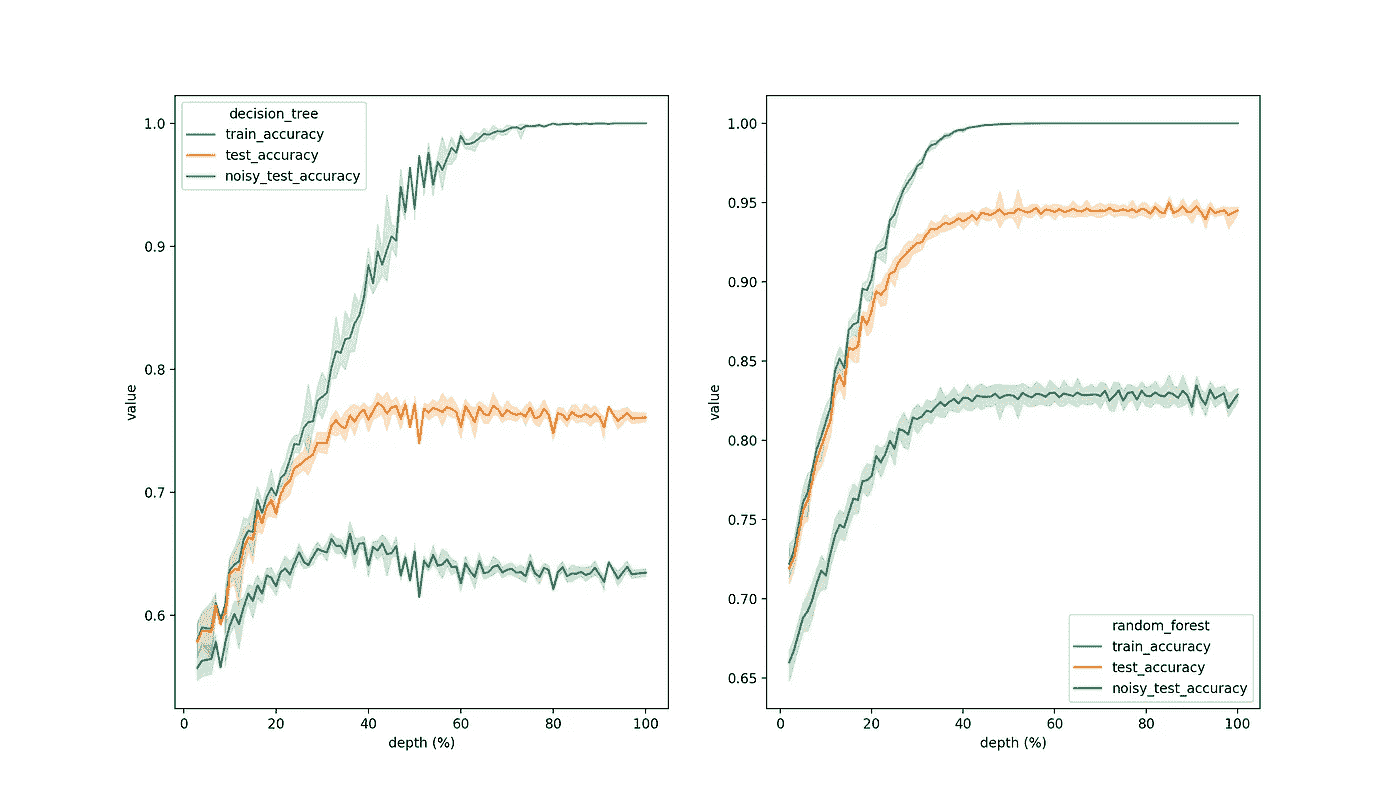 decision_tree
train_accuracy
test_accuracy
noisy_test_accuracy
1.0
0.9
0.8
0.7
0.6
value
0 20 40 60 80 100
depth (%)
1.00
0.95
0.90
0.85
0.80
0.75
0.70
0.65
value
random_forest
train_accuracy
test_accuracy
noisy_test_accuracy
0 20 40 60 80 100
depth (%)